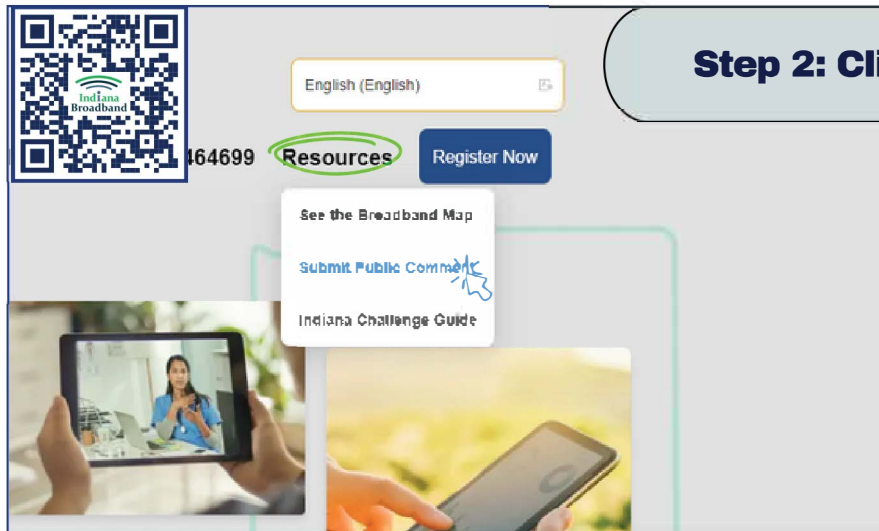 Indiana
Broadband
Step 2: Cli
English (English)
464699
Resources
Register Now
See the Broadband Map
Submit Public Comment
Indiana Challenge Guide